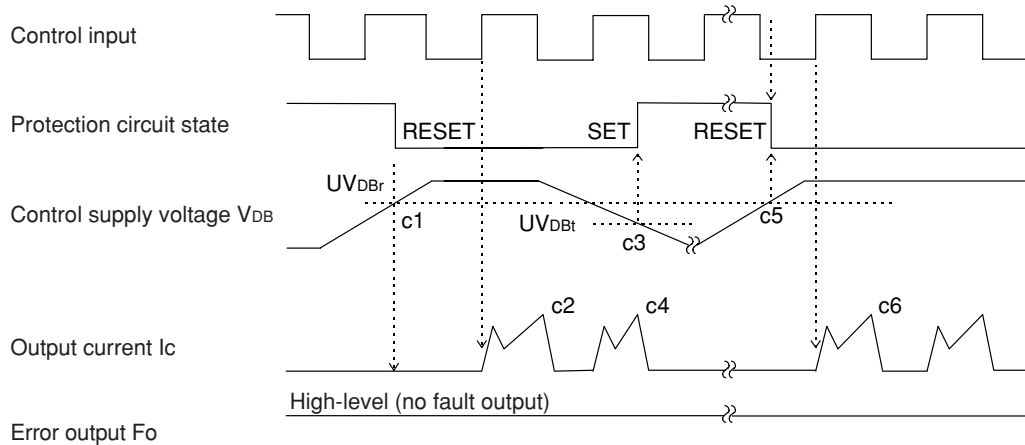 Control input
Protection circuit state
RESET
SET
RESET
UVDBr
Control supply voltage VDB
c1
UVDBt
c3
c5
c2
c4
c6
Output current Ic
High-level (no fault output)
Error output Fo